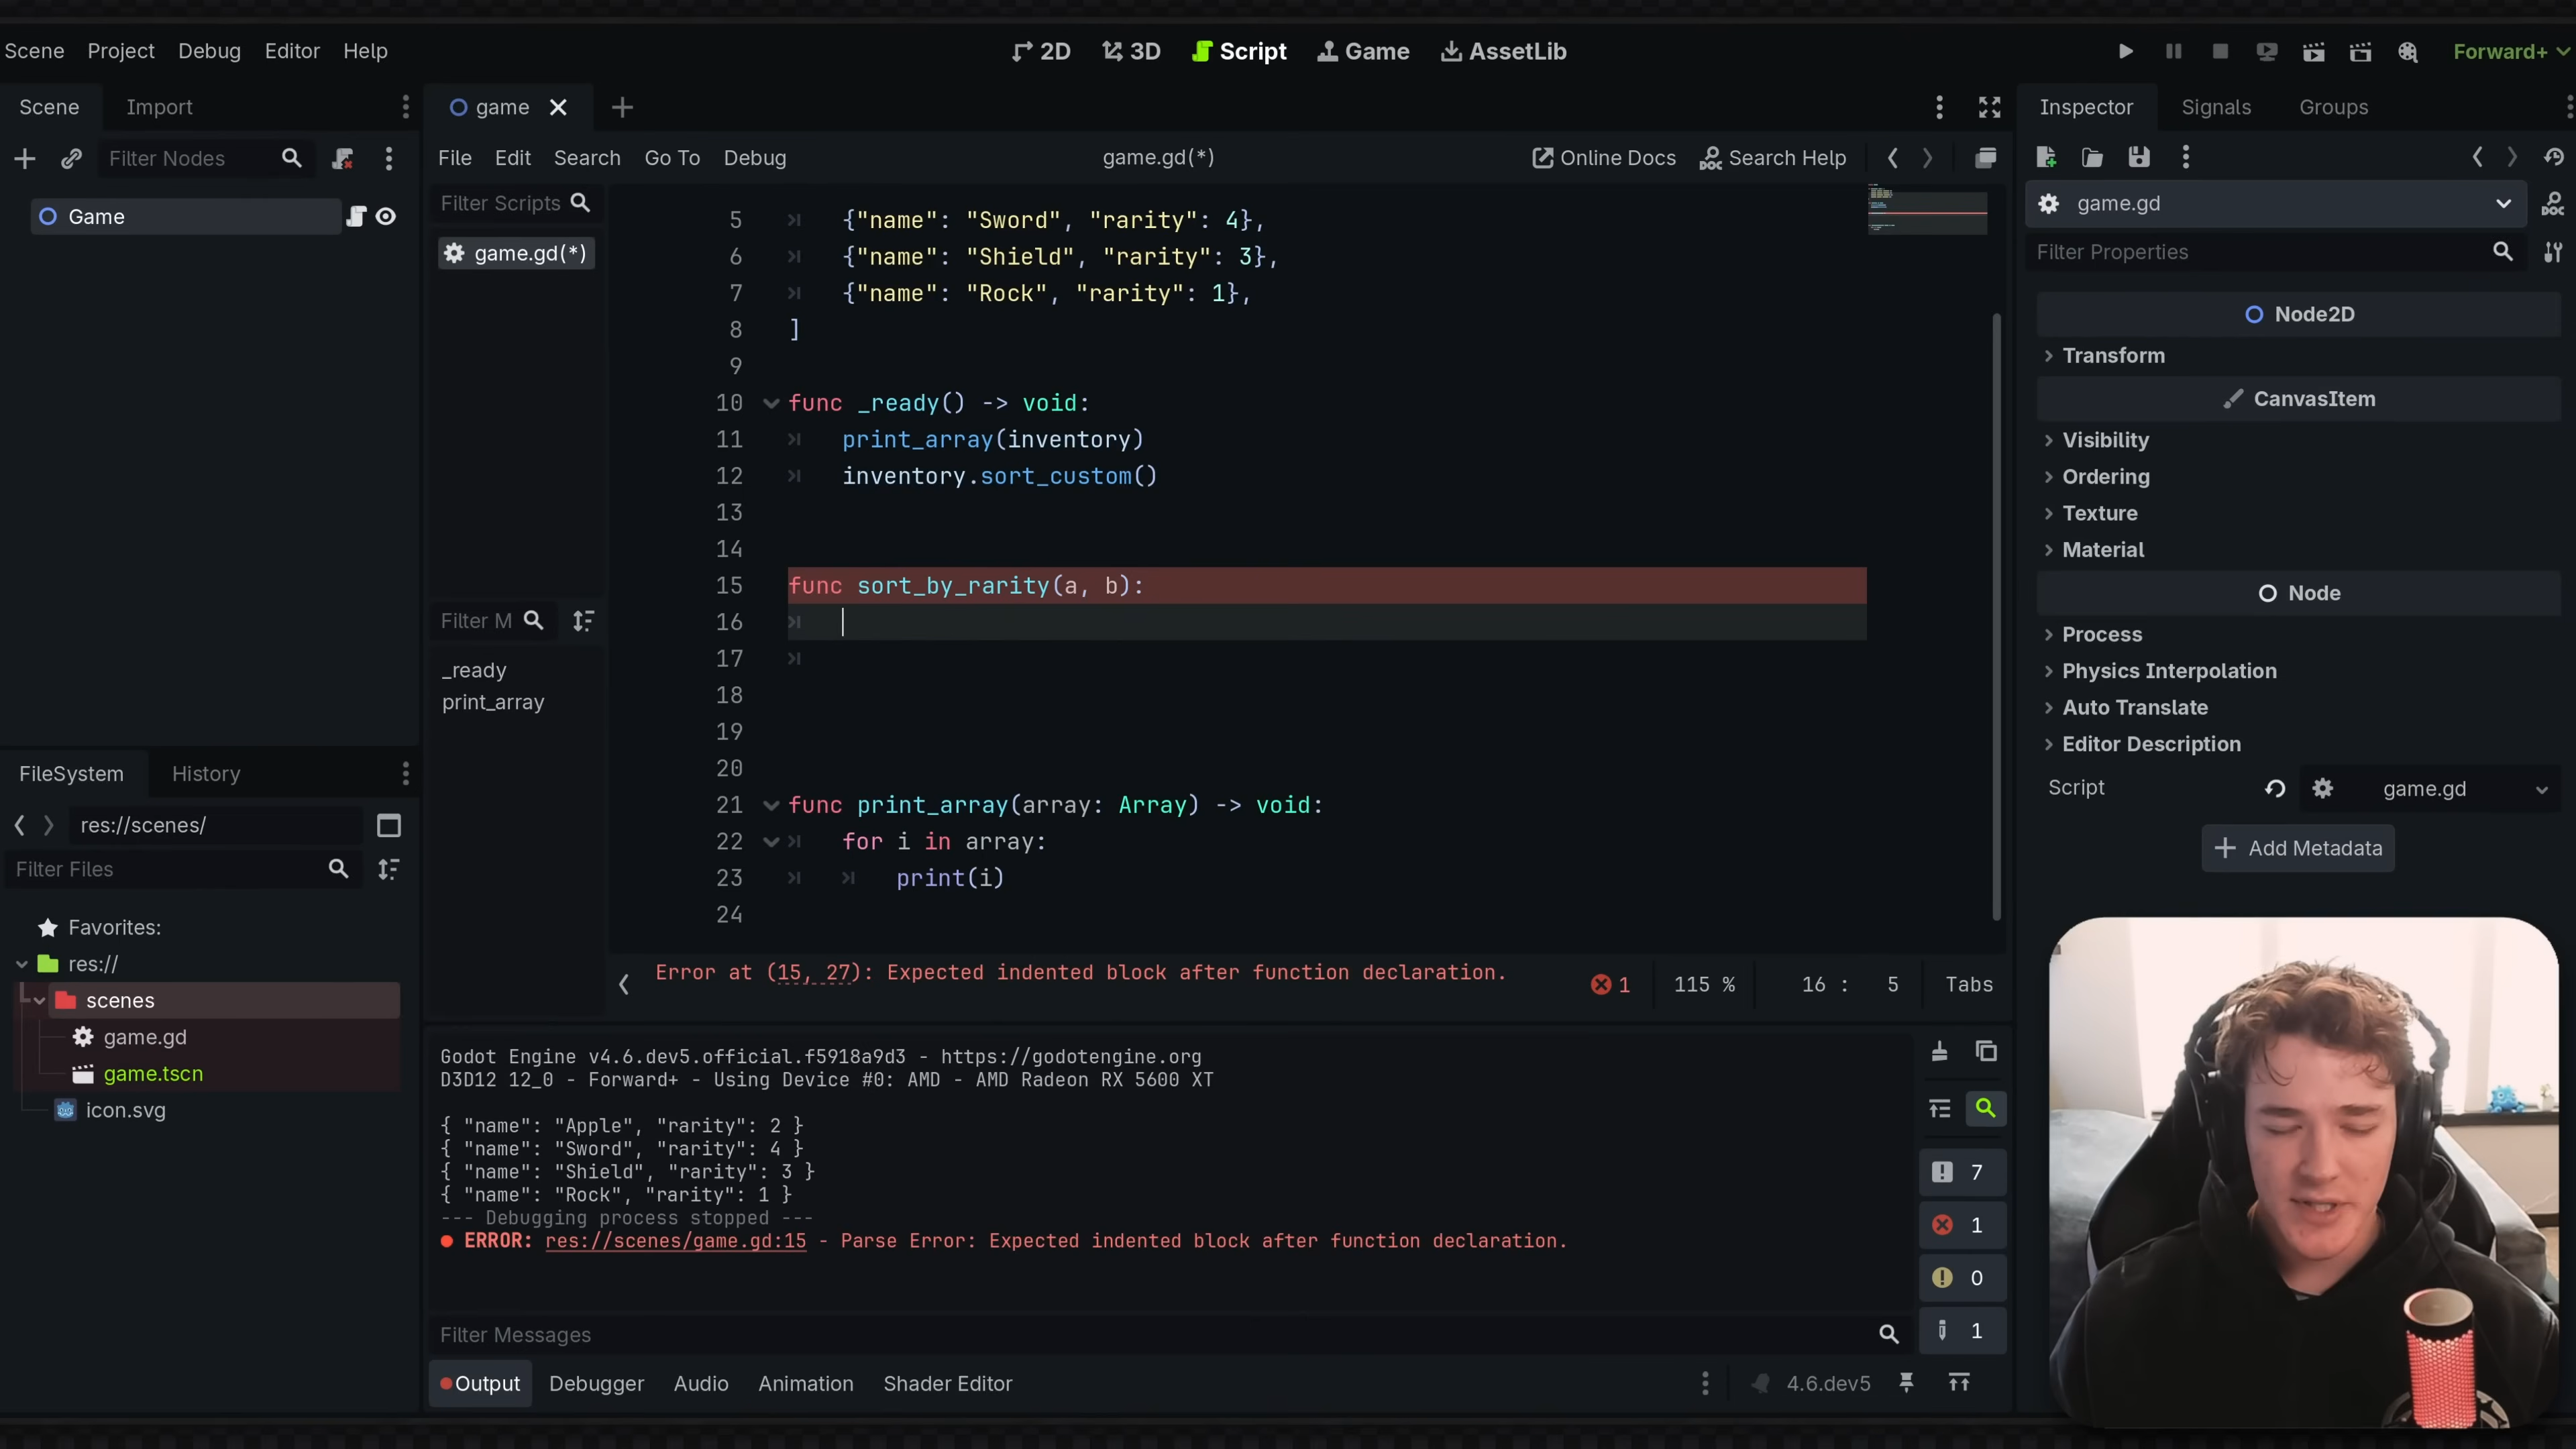 Scene Project Debug Editor Help
2D 3D Script Game AssetLib
Forward+
Scene Import
game
Inspector Signals Groups
Filter Nodes
File Edit Search Go To Debug
game.gd(*)
Online Docs Search Help
Game
Filter Scripts
game.gd(*)
Filter M
_ready
print_array
5 {"name": "Sword", "rarity": 4},
6 {"name": "Shield", "rarity": 3},
7 {"name": "Rock", "rarity": 1},
8 ]
9
10 func _ready() -> void:
11 print_array(inventory)
12 inventory.sort_custom()
13
14
15 func sort_by_rarity(a, b):
16
17
18
19
20
21 func print_array(array: Array) -> void:
22 for i in array:
23 print(i)
24
Error at (15, 27): Expected indented block after function declaration.
1
115 %
16 : 5
Tabs
game.gd
Filter Properties
Node2D
Transform
CanvasItem
Visibility
Ordering
Texture
Material
Node
Process
Physics Interpolation
Auto Translate
Editor Description
Script game.gd
Add Metadata
FileSystem History
res://scenes/
Filter Files
Favorites:
res://
scenes
game.gd
game.tscn
icon.svg
Godot Engine v4.6.dev5.official.f5918a9d3 - https://godotengine.org
D3D12 12_0 - Forward+ - Using Device #0: AMD - AMD Radeon RX 5600 XT
{ "name": "Apple", "rarity": 2 }
{ "name": "Sword", "rarity": 4 }
{ "name": "Shield", "rarity": 3 }
{ "name": "Rock", "rarity": 1 }
--- Debugging process stopped ---
ERROR: res://scenes/game.gd:15 - Parse Error: Expected indented block after function declaration.
7
1
0
1
Filter Messages
Output Debugger Audio Animation Shader Editor
4.6.dev5